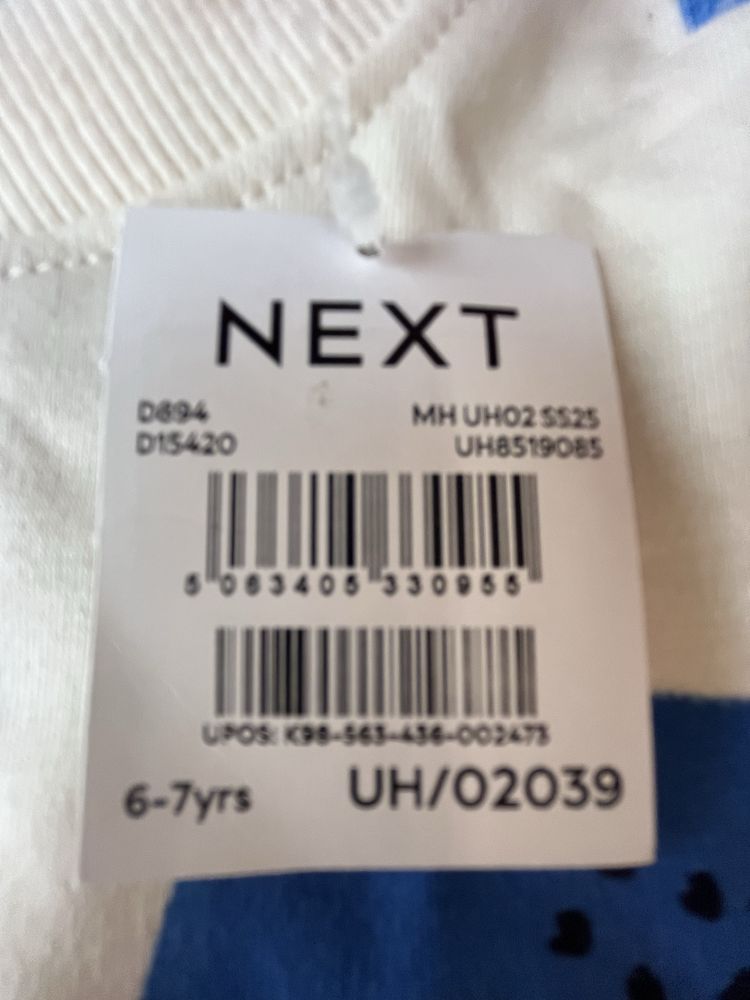 NEXT
D894 MH UH02 SS25
D15420 UH8519085
5 063405 330955
UPOS: K98-563-436-002473
6-7yrs UH/02039